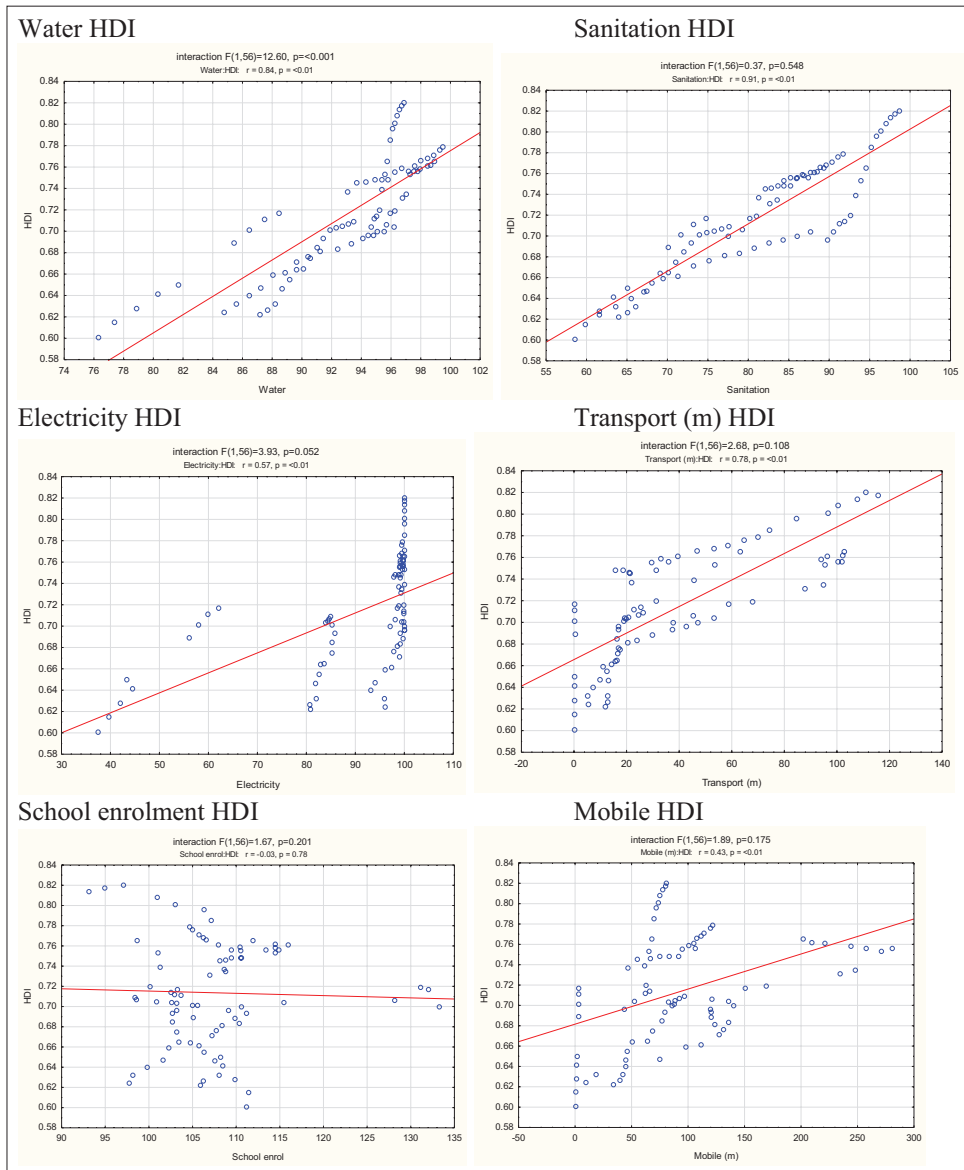 Water HDI
interaction F(1,56)=12.60, p=<0.001
Water:HDI: r = 0.84, p = <0.01
0.84
0.82
0.80
0.78
0.76
0.74
0.72
0.70
0.68
0.66
0.64
0.62
0.60
0.58
HDI
74 76 78 80 82 84 86 88 90 92 94 96 98 100 102
Water
Sanitation HDI
interaction F(1,56)=0.37, p=0.548
Sanitation:HDI: r = 0.91, p = <0.01
0.84
0.82
0.80
0.78
0.76
0.74
0.72
0.70
0.68
0.66
0.64
0.62
0.60
0.58
HDI
55 60 65 70 75 80 85 90 95 100 105
Sanitation
Electricity HDI
interaction F(1,56)=3.93, p=0.052
Electricity:HDI: r = 0.57, p = <0.01
0.84
0.82
0.80
0.78
0.76
0.74
0.72
0.70
0.68
0.66
0.64
0.62
0.60
0.58
HDI
30 40 50 60 70 80 90 100 110
Electricity
Transport (m) HDI
interaction F(1,56)=2.68, p=0.108
Transport (m):HDI: r = 0.78, p = <0.01
0.84
0.82
0.80
0.78
0.76
0.74
0.72
0.70
0.68
0.66
0.64
0.62
0.60
0.58
HDI
-20 0 20 40 60 80 100 120 140
Transport (m)
School enrolment HDI
interaction F(1,56)=1.67, p=0.201
School enrol:HDI: r = -0.03, p = 0.78
0.84
0.82
0.80
0.78
0.76
0.74
0.72
0.70
0.68
0.66
0.64
0.62
0.60
0.58
HDI
90 95 100 105 110 115 120 125 130 135
School enrol
Mobile HDI
interaction F(1,56)=1.89, p=0.175
Mobile (m):HDI: r = 0.43, p = <0.01
0.84
0.82
0.80
0.78
0.76
0.74
0.72
0.70
0.68
0.66
0.64
0.62
0.60
0.58
HDI
-50 0 50 100 150 200 250 300
Mobile (m)